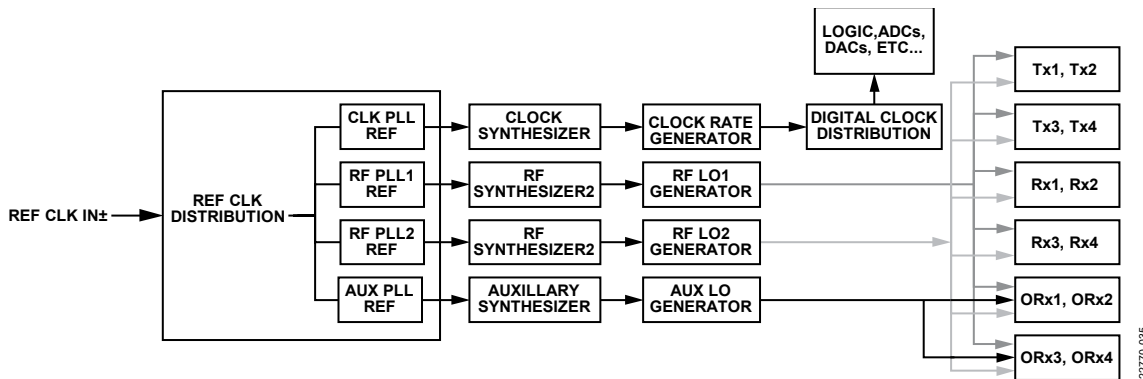 LOGIC,ADCs,
DACs, ETC...
CLK PLL
REF
CLOCK
SYNTHESIZER
CLOCK RATE
GENERATOR
DIGITAL CLOCK
DISTRIBUTION
REF CLK IN±
REF CLK
DISTRIBUTION
RF PLL1
REF
RF
SYNTHESIZER2
RF LO1
GENERATOR
RF PLL2
REF
RF
SYNTHESIZER2
RF LO2
GENERATOR
AUX PLL
REF
AUXILLARY
SYNTHESIZER
AUX LO
GENERATOR
Tx1, Tx2
Tx3, Tx4
Rx1, Rx2
Rx3, Rx4
ORx1, ORx2
ORx3, ORx4